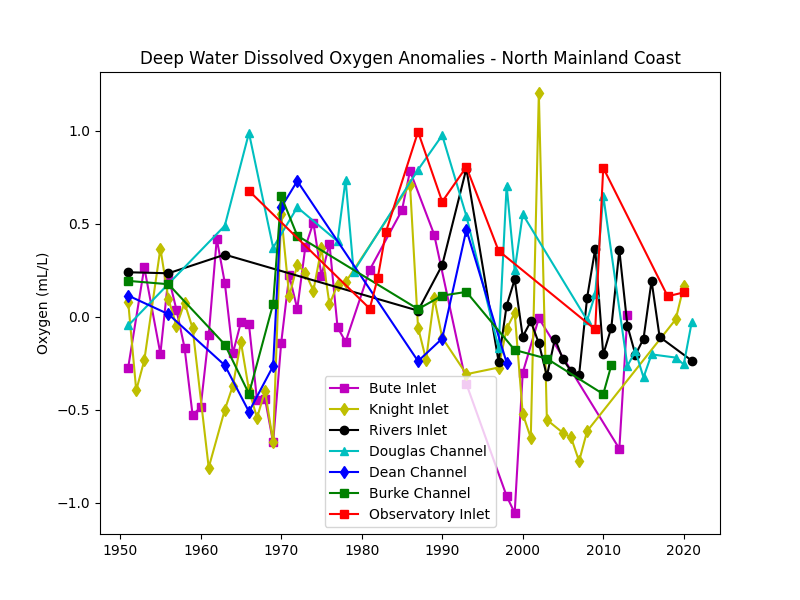 Deep Water Dissolved Oxygen Anomalies - North Mainland Coast
Oxygen (mL/L)
1.0
0.5
0.0
−0.5
−1.0
Bute Inlet
Knight Inlet
Rivers Inlet
Douglas Channel
Dean Channel
Burke Channel
Observatory Inlet
1950 1960 1970 1980 1990 2000 2010 2020